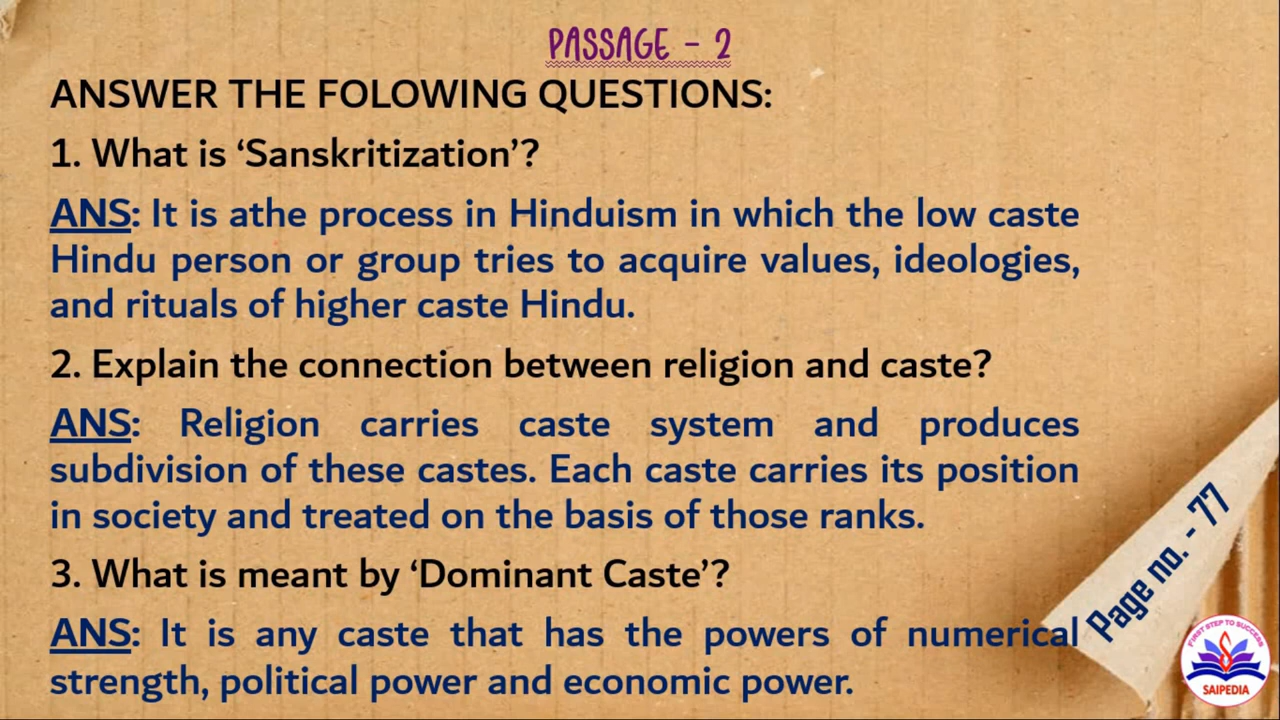 PASSAGE - 2
ANSWER THE FOLOWING QUESTIONS:
1. What is ‘Sanskritization’?
ANS: It is athe process in Hinduism in which the low caste
Hindu person or group tries to acquire values, ideologies,
and rituals of higher caste Hindu.
2. Explain the connection between religion and caste?
ANS: Religion carries caste system and produces
subdivision of these castes. Each caste carries its position
in society and treated on the basis of those ranks.
3. What is meant by ‘Dominant Caste’?
ANS: It is any caste that has the powers of numerical
strength, political power and economic power.
Page no. - 77
FIRST STEP TO SUCCESS
SAIPEDIA